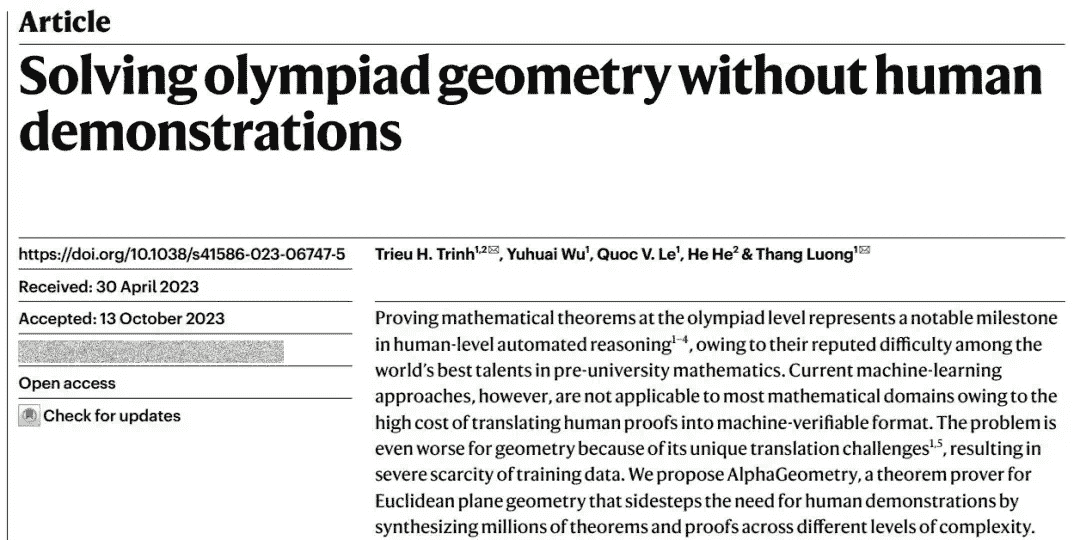 Article
Solving olympiad geometry without human
demonstrations
https://doi.org/10.1038/s41586-023-06747-5
Received: 30 April 2023
Accepted: 13 October 2023
Open access
Check for updates
Trieu H. Trinh1,2✉, Yuhuai Wu1, Quoc V. Le1, He He2 & Thang Luong1✉
Proving mathematical theorems at the olympiad level represents a notable milestone
in human-level automated reasoning1–4, owing to their reputed difficulty among the
world’s best talents in pre-university mathematics. Current machine-learning
approaches, however, are not applicable to most mathematical domains owing to the
high cost of translating human proofs into machine-verifiable format. The problem is
even worse for geometry because of its unique translation challenges1,5, resulting in
severe scarcity of training data. We propose AlphaGeometry, a theorem prover for
Euclidean plane geometry that sidesteps the need for human demonstrations by
synthesizing millions of theorems and proofs across different levels of complexity.